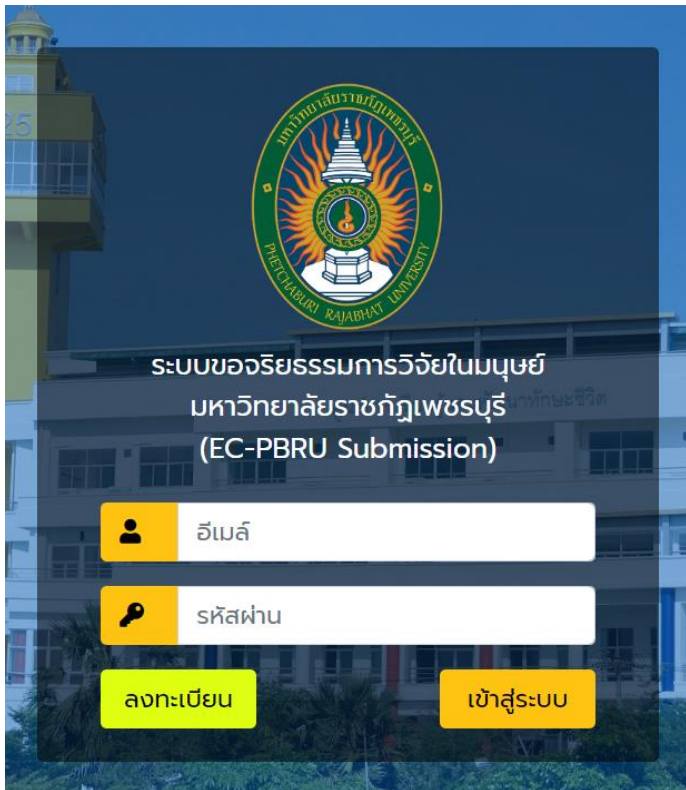 25
มหาวิทยาลัยราชภัฏเพชรบุรี
PHETCHABURI RAJABHAT UNIVERSITY
ระบบขอจริยธรรมการวิจัยในมนุษย์
มหาวิทยาลัยราชภัฏเพชรบุรี
(EC-PBRU Submission)
อีเมล์
รหัสผ่าน
ลงทะเบียน
เข้าสู่ระบบ